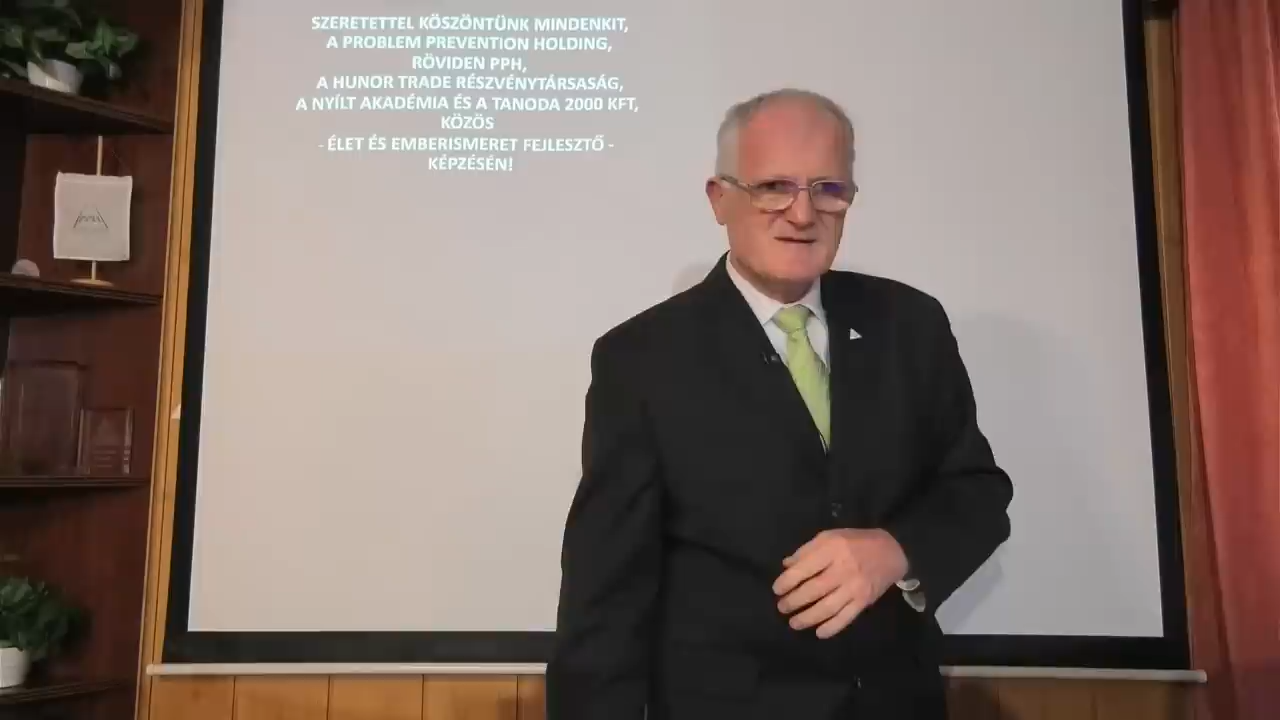 SZERETETTEL KÖSZÖNTÜNK MINDENKIT,
A PROBLEM PREVENTION HOLDING,
RÖVIDEN PPH,
A HUNOR TRADE RÉSZVÉNYTÁRSASÁG,
A NYÍLT AKADÉMIA ÉS A TANODA 2000 KFT,
KÖZÖS
- ÉLET ÉS EMBERISMERET FEJLESZTŐ -
KÉPZÉSÉN!